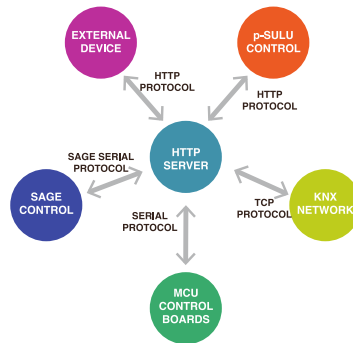 EXTERNAL
DEVICE
p-SULU
CONTROL
HTTP
PROTOCOL
HTTP
PROTOCOL
HTTP
SERVER
SAGE SERIAL
PROTOCOL
SAGE
CONTROL
SERIAL
PROTOCOL
TCP
PROTOCOL
KNX
NETWORK
MCU
CONTROL
BOARDS